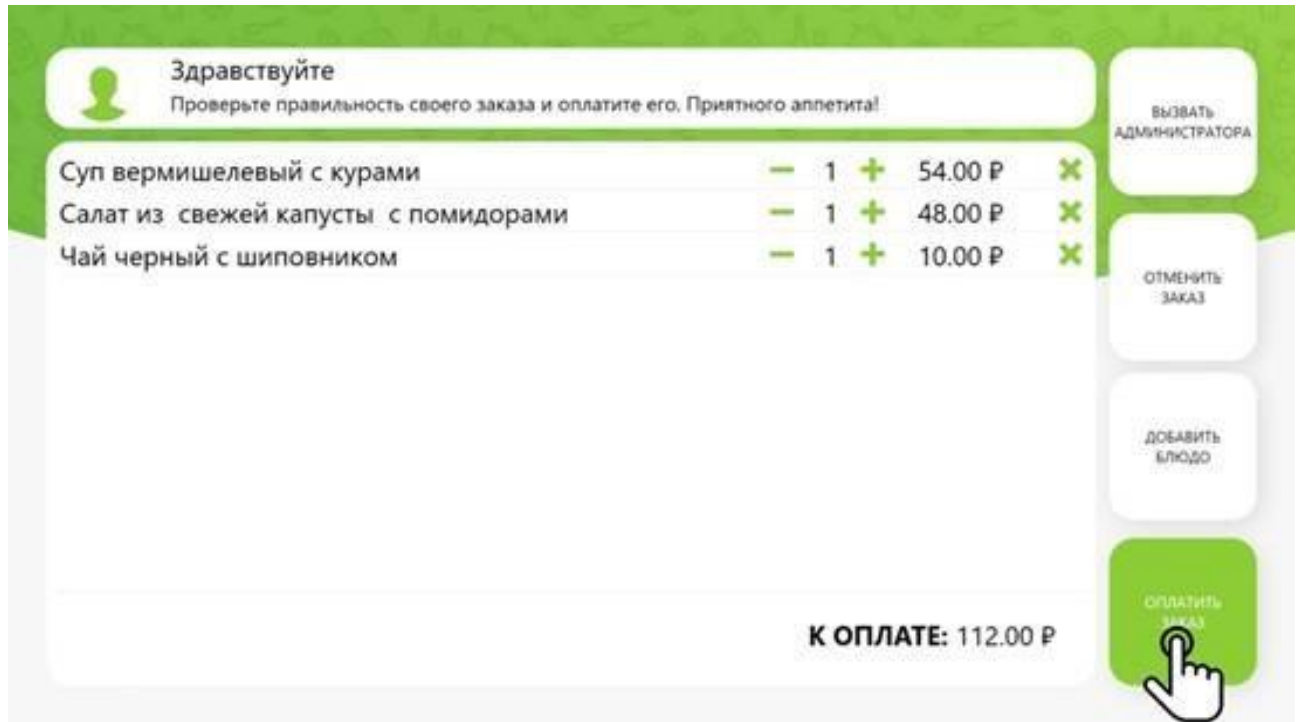 Здравствуйте
Проверьте правильность своего заказа и оплатите его. Приятного аппетита!
Суп вермишелевый с курами − 1 + 54.00 ₽ ×
Салат из свежей капусты с помидорами − 1 + 48.00 ₽ ×
Чай черный с шиповником − 1 + 10.00 ₽ ×
К ОПЛАТЕ: 112.00 ₽
ВЫЗВАТЬ
АДМИНИСТРАТОРА
ОТМЕНИТЬ
ЗАКАЗ
ДОБАВИТЬ
БЛЮДО
ОПЛАТИТЬ
ЗАКАЗ